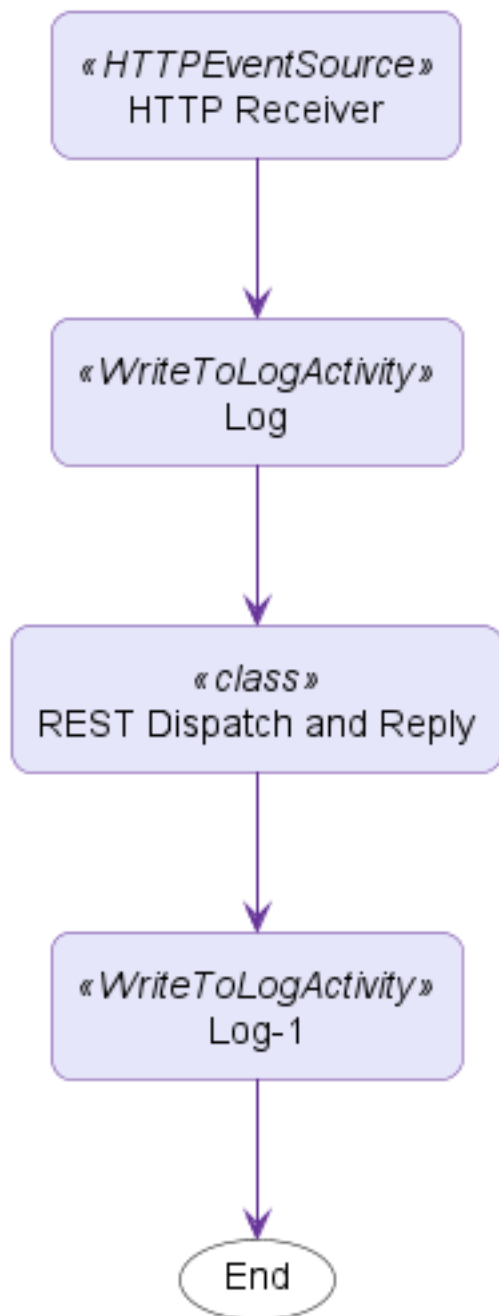 «HTTPEventSource»
HTTP Receiver
«WriteToLogActivity»
Log
«class»
REST Dispatch and Reply
«WriteToLogActivity»
Log-1
End